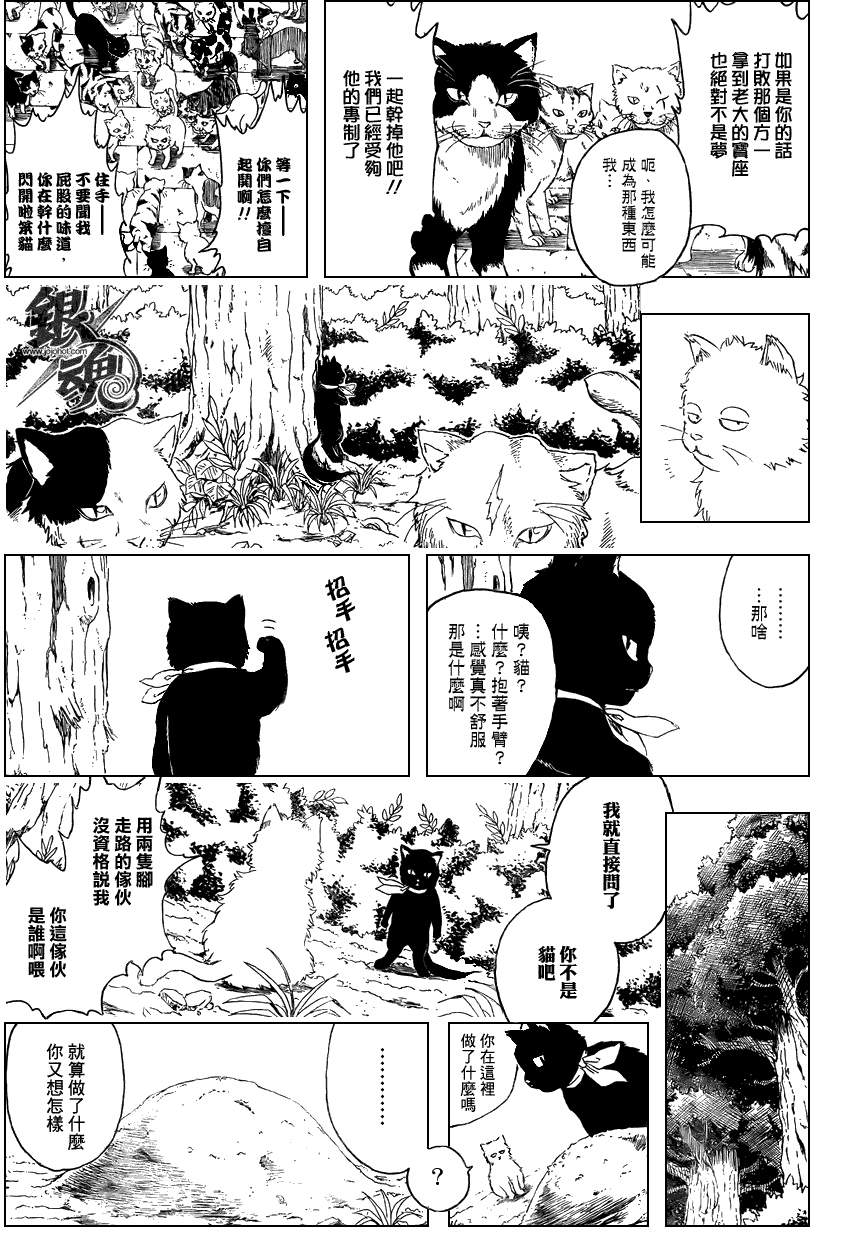 如果是你的話
打敗那個方一
拿到老大的寶座
也絕對不是夢
呃、我怎麼可能
成為那種東西
我…
一起幹掉他吧!!
我們已經受夠
他的專制了
等一下——
你們怎麼擅自
起鬨啊!!
住手——
不要聞我
屁股的味道，
你在幹什麼
閃開啦笨貓
銀魂
www.jojohot.com
………
…那啥
咦？貓？
什麼？抱著手臂？
…感覺真不舒服
那是什麼啊
招手
招手
我就直接問了
你不是
貓吧
用兩隻腳
走路的傢伙
沒資格說我
你這傢伙
是誰啊喂
你在這裡
做了什麼嗎
？
………
就算做了什麼
你又想怎樣